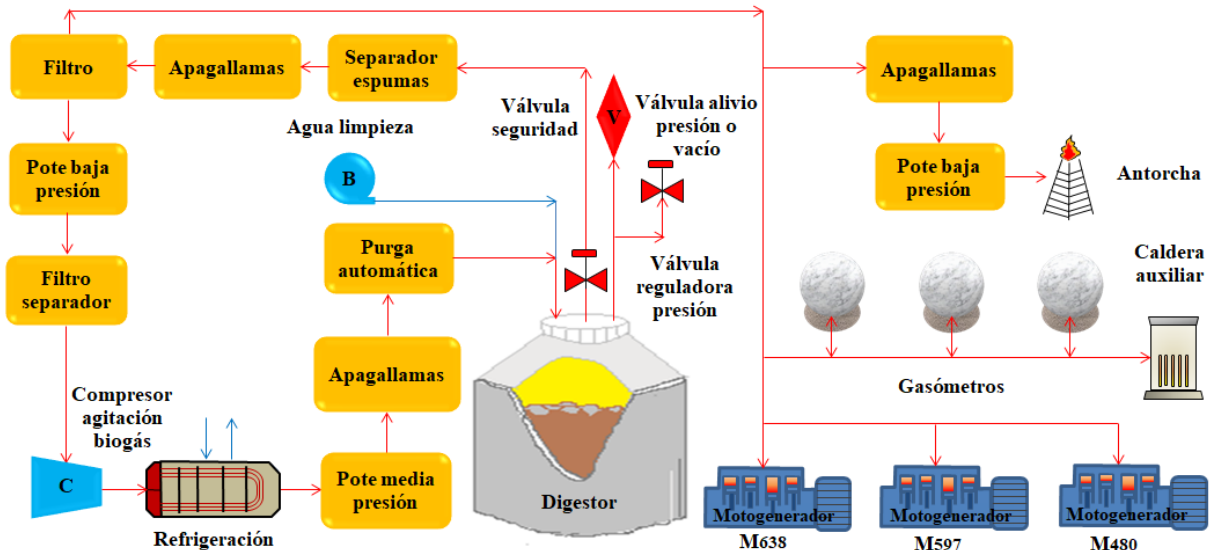 Filtro
Apagallamas
Separador
espumas
Válvula
seguridad
V
Válvula alivio
presión o
vacío
Apagallamas
Pote baja
presión
Antorcha
Agua limpieza
B
Pote baja
presión
Purga
automática
Válvula
reguladora
presión
Filtro
separador
Caldera
auxiliar
Apagallamas
Gasómetros
Compresor
agitación
biogás
C
Refrigeración
Pote media
presión
Digestor
Motogenerador
M638
Motogenerador
M597
Motogenerador
M480